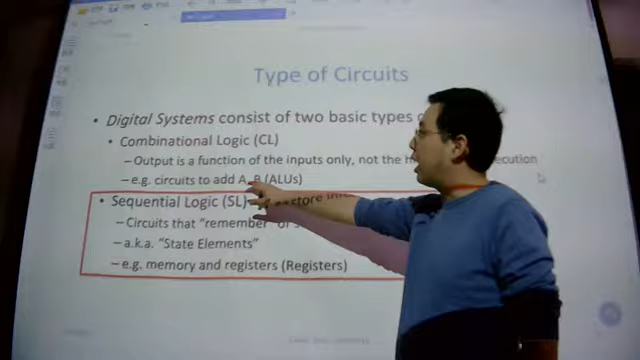 Type of Circuits
• Digital Systems consist of two basic types
• Combinational Logic (CL)
–Output is a function of the inputs only, not the
–e.g. circuits to add A, B (ALUs)
• Sequential Logic (SL)
–Circuits that "remember" or
–a.k.a. "State Elements"
–e.g. memory and registers (Registers)